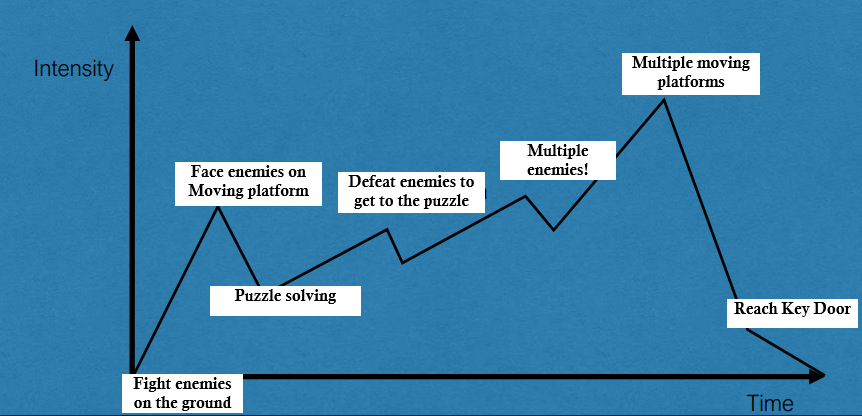 Intensity
Multiple moving
platforms
Multiple
enemies!
Face enemies on
Moving platform
Defeat enemies to
get to the puzzle
Puzzle solving
Reach Key Door
Fight enemies
on the ground
Time